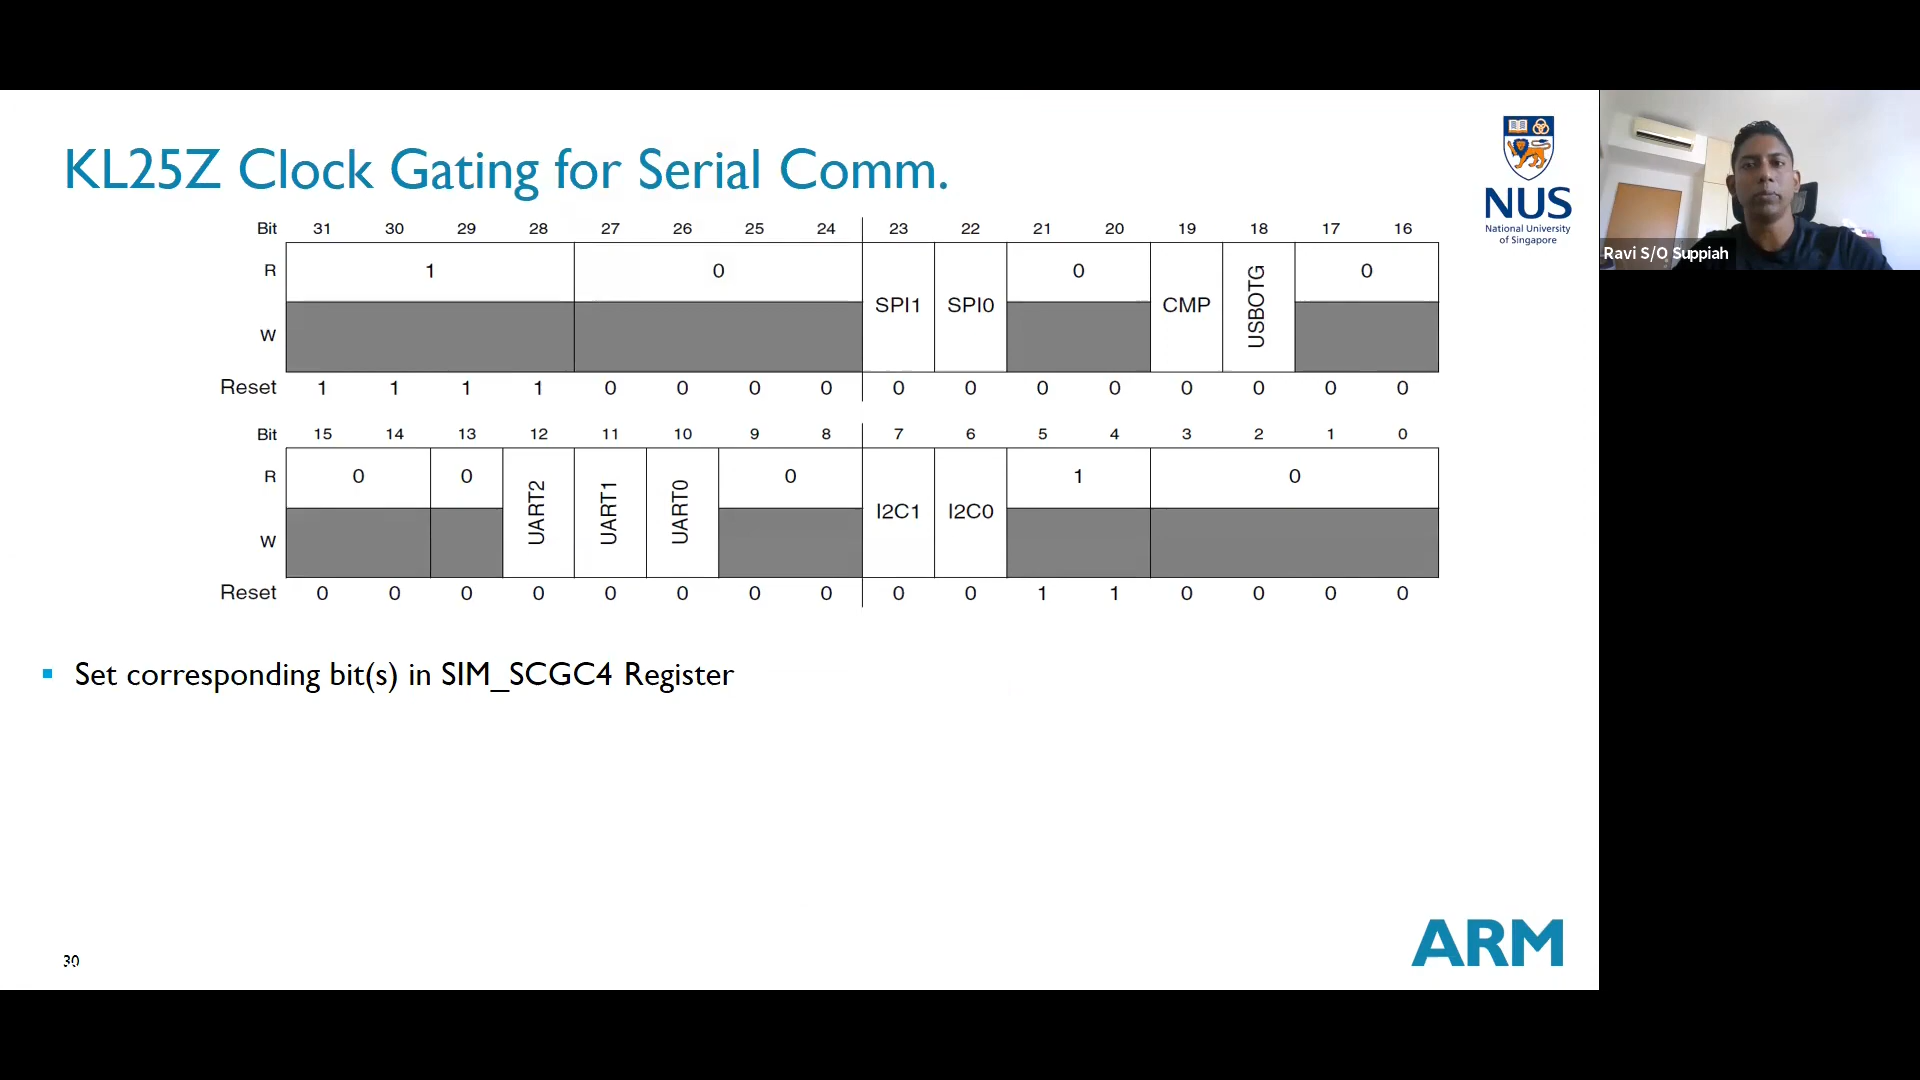 KL25Z Clock Gating for Serial Comm.
NUS
National University
of Singapore
Ravi S/O Suppiah
Bit 31 30 29 28 27 26 25 24 23 22 21 20 19 18 17 16
R 1 0 SPI1 SPI0 0 CMP USBOTG 0
W
Reset 1 1 1 1 0 0 0 0 0 0 0 0 0 0 0 0
Bit 15 14 13 12 11 10 9 8 7 6 5 4 3 2 1 0
R 0 0 UART2 UART1 UART0 0 I2C1 I2C0 1 0
W
Reset 0 0 0 0 0 0 0 0 0 0 1 1 0 0 0 0
▪ Set corresponding bit(s) in SIM_SCGC4 Register
30
ARM